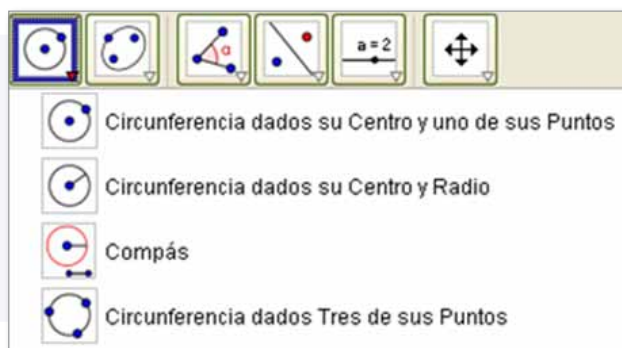 α
a = 2
Circunferencia dados su Centro y uno de sus Puntos
Circunferencia dados su Centro y Radio
Compás
Circunferencia dados Tres de sus Puntos